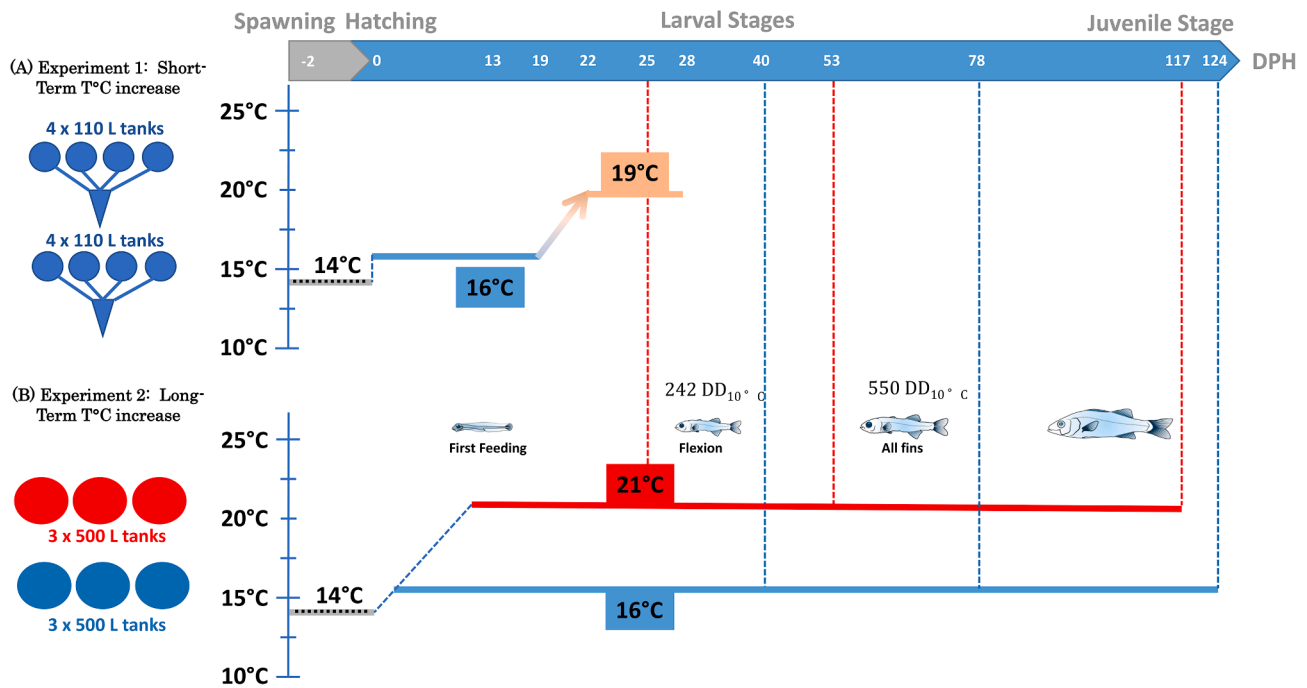 Spawning Hatching Larval Stages Juvenile Stage
-2 0 13 19 22 25 28 40 53 78 117 124 DPH
(A) Experiment 1: Short-
Term T°C increase
4 x 110 L tanks
4 x 110 L tanks
25°C
20°C
15°C
10°C
14°C
16°C
19°C
(B) Experiment 2: Long-
Term T°C increase
3 x 500 L tanks
3 x 500 L tanks
242 DD10° C
550 DD10° C
First Feeding
Flexion
All fins
25°C
20°C
15°C
10°C
14°C
21°C
16°C